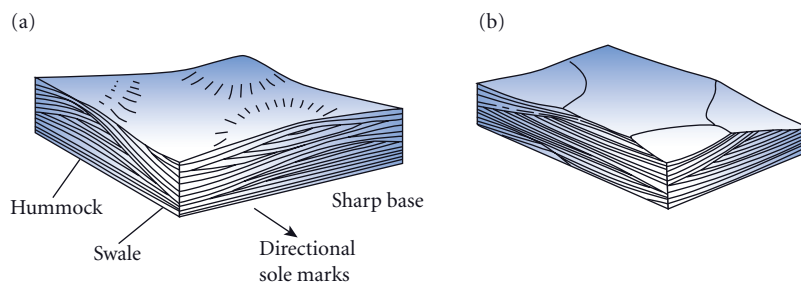 (a)
(b)
Hummock
Swale
Sharp base
Directional
sole marks